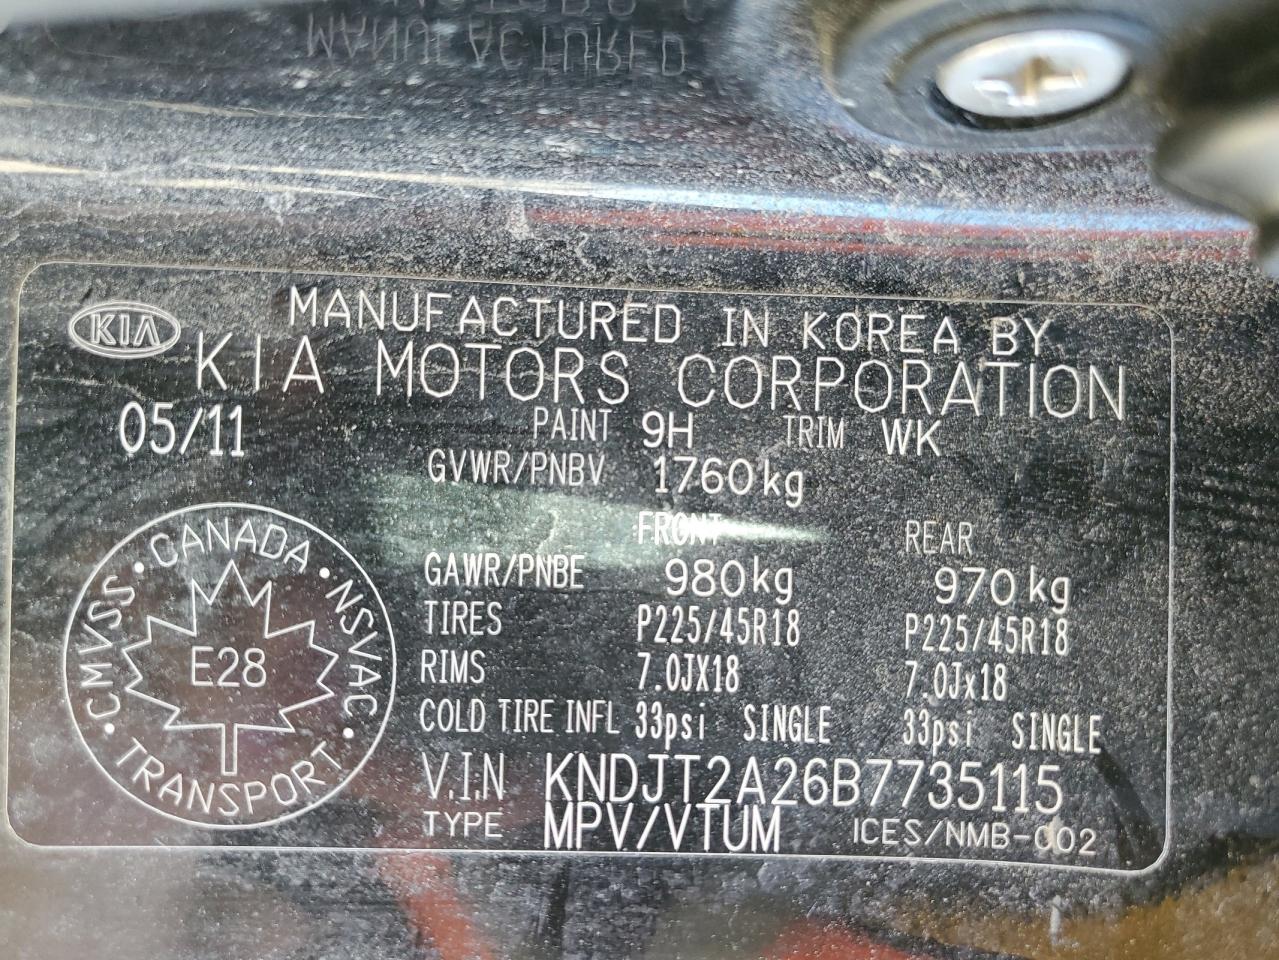 MANUFACTURED
KIA
MANUFACTURED IN KOREA BY
KIA MOTORS CORPORATION
05/11
PAINT 9H TRIM WK
GVWR/PNBV 1760kg
FRONT REAR
GAWR/PNBE 980kg 970kg
TIRES P225/45R18 P225/45R18
RIMS 7.0JX18 7.0Jx18
COLD TIRE INFL 33psi SINGLE 33psi SINGLE
V.I.N KNDJT2A26B7735115
TYPE MPV/VTUM ICES/NMB-002
CMVSS • CANADA • NSVAC • TRANSPORT •
E28